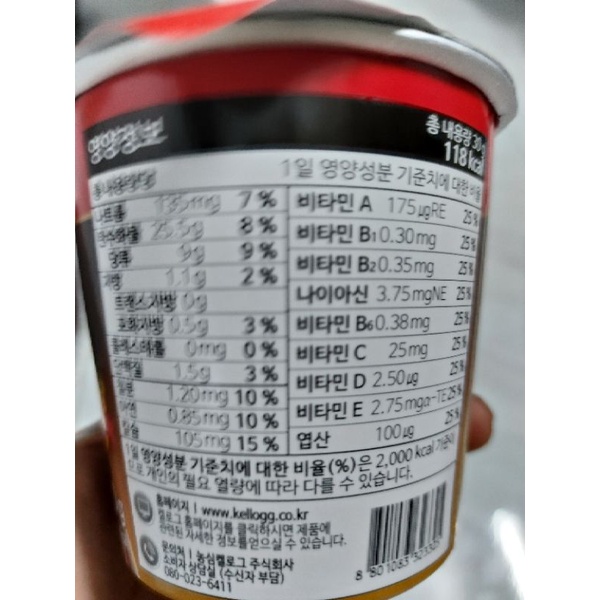 영양정보
총 내용량 30 g
118 kcal
총 내용량당
1일 영양성분 기준치에 대한 비율
나트륨 135mg 7 %
탄수화물 25.5g 8 %
당류 9g 9 %
지방 1.1g 2 %
트랜스지방 0g
포화지방 0.5g 3 %
콜레스테롤 0mg 0 %
단백질 1.5g 3 %
철분 1.20mg 10 %
아연 0.85mg 10 %
칼슘 105mg 15 %
비타민 A 175㎍RE 25 %
비타민 B1 0.30mg 25 %
비타민 B2 0.35mg 25 %
나이아신 3.75mgNE 25 %
비타민 B6 0.38mg 25 %
비타민 C 25mg 25 %
비타민 D 2.50㎍ 25 %
비타민 E 2.75mgα-TE 25 %
엽산 100㎍ 25 %
1일 영양성분 기준치에 대한 비율(%)은 2,000 kcal 기준이
므로 개인의 필요 열량에 따라 다를 수 있습니다.
홈페이지 | www.kellogg.co.kr
켈로그 홈페이지를 클릭하시면 제품에
관련된 자세한 정보를 얻으실 수 있습니다.
문의처 | 농심켈로그 주식회사
소비자 상담실 (수신자 부담)
080-023-6411